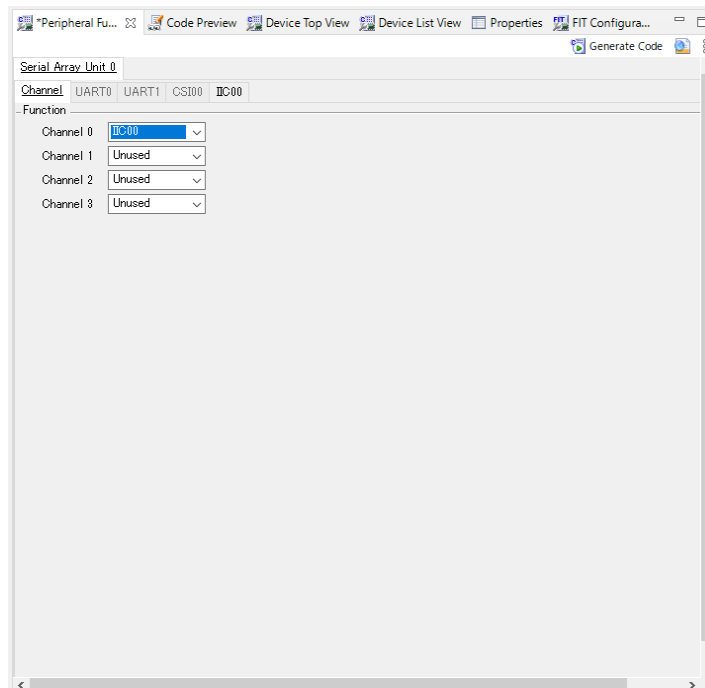 *Peripheral Fu... Code Preview Device Top View Device List View Properties FIT Configura...
Generate Code
Serial Array Unit 0
Channel UART0 UART1 CSI00 IIC00
Function
Channel 0 IIC00
Channel 1 Unused
Channel 2 Unused
Channel 3 Unused